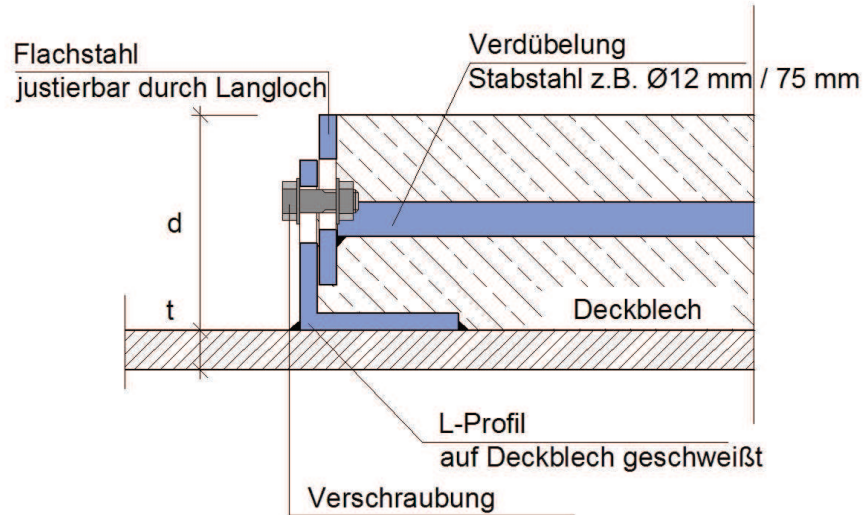 Flachstahl
justierbar durch Langloch
Verdübelung
Stabstahl z.B. Ø12 mm / 75 mm
d
t
Deckblech
L-Profil
auf Deckblech geschweißt
Verschraubung